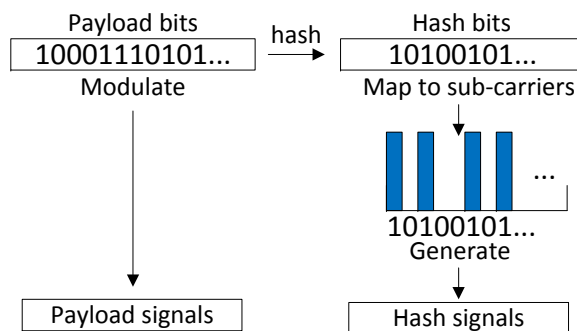 Payload bits
10001110101...
Modulate
Payload signals
hash
Hash bits
10100101...
Map to sub-carriers
...
10100101...
Generate
Hash signals